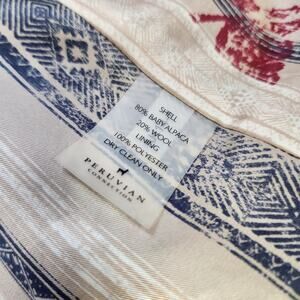 SHELL
80% BABY ALPACA
20% WOOL
LINING
100% POLYESTER
DRY CLEAN ONLY
PERUVIAN
CONNECTION